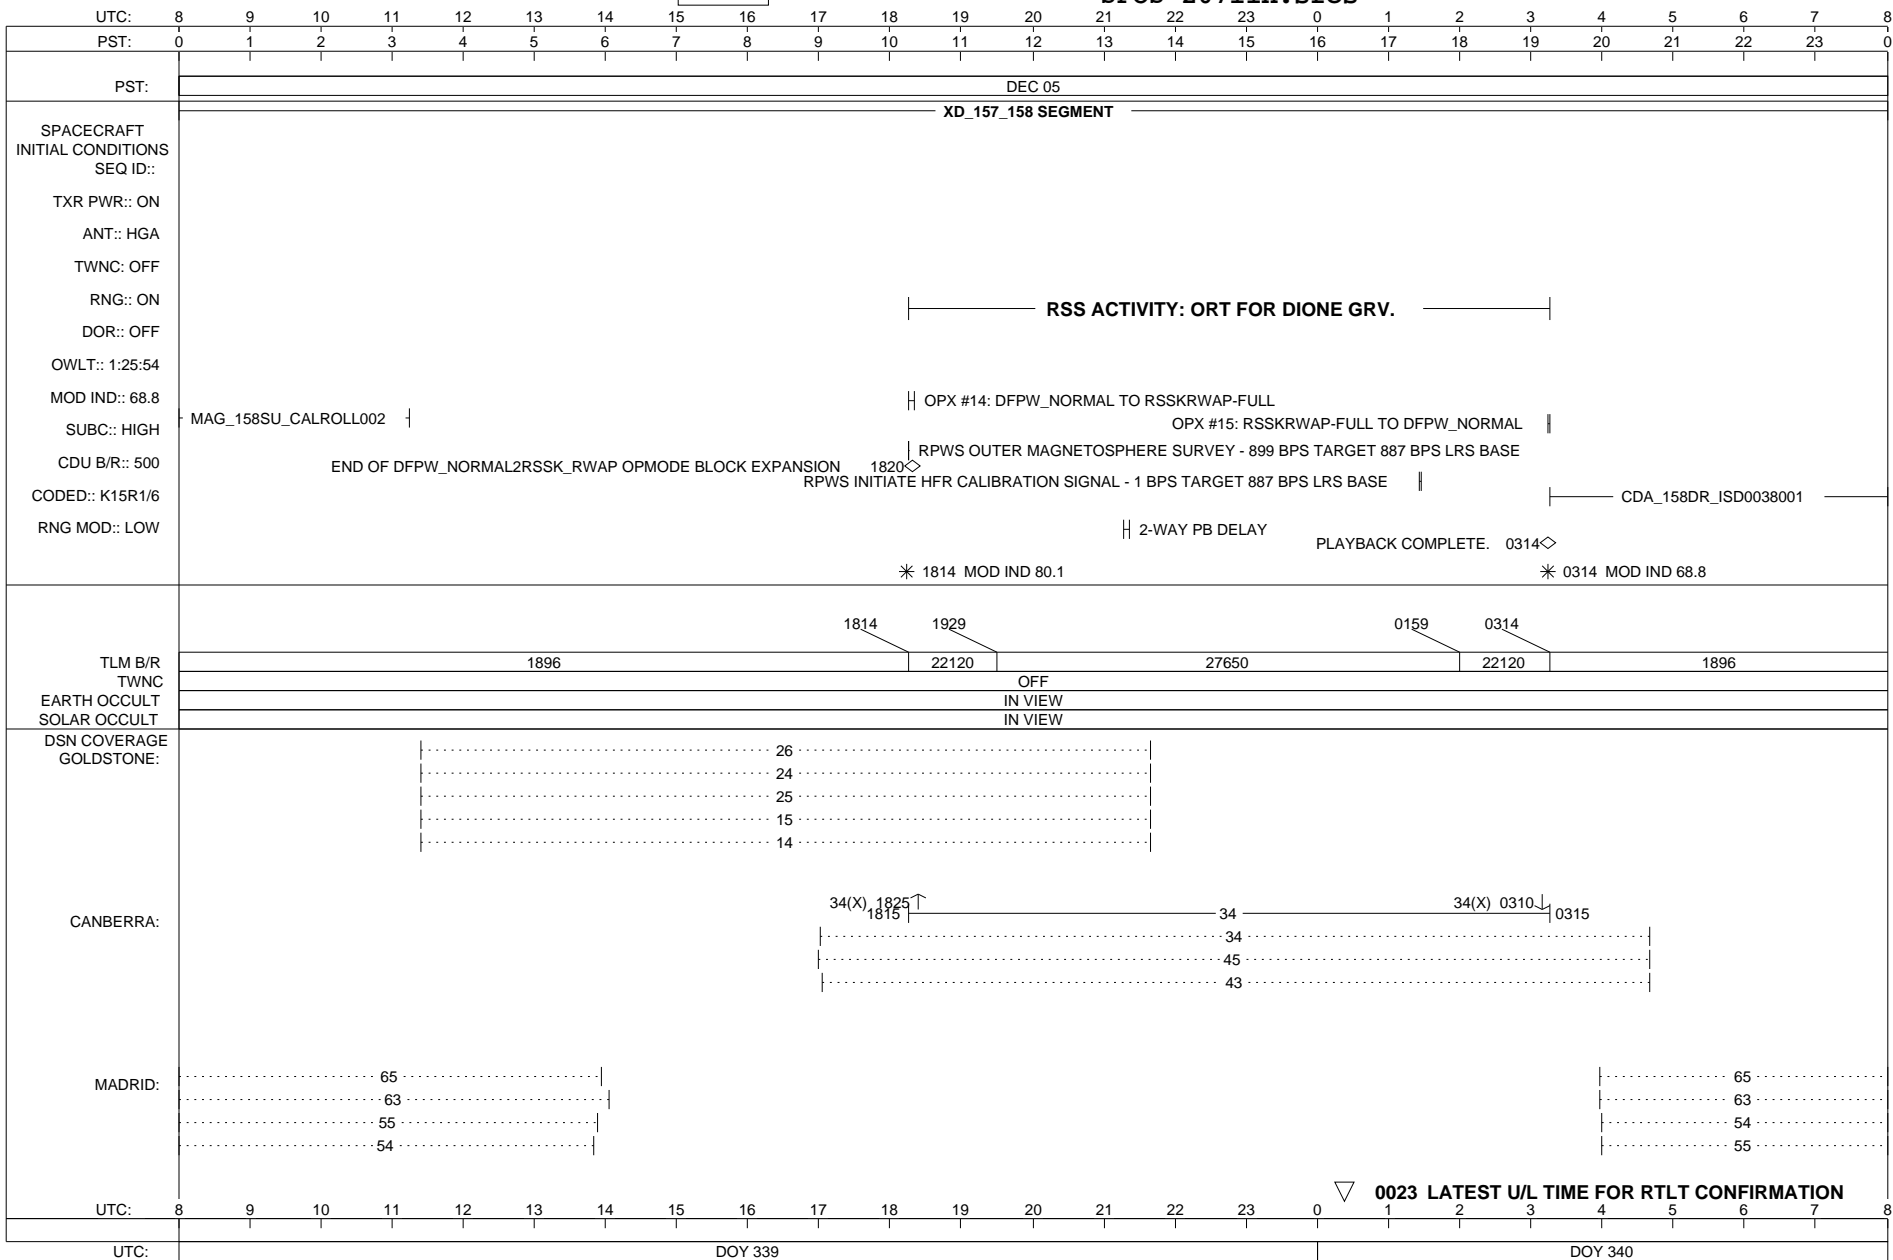 UTC: 8 9 10 11 12 13 14 15 16 17 18 19 20 21 22 23 0 1 2 3 4 5 6 7 8
PST: 0 1 2 3 4 5 6 7 8 9 10 11 12 13 14 15 16 17 18 19 20 21 22 23 0
PST: DEC 05
XD_157_158 SEGMENT
SPACECRAFT
INITIAL CONDITIONS
SEQ ID::
TXR PWR:: ON
ANT:: HGA
TWNC: OFF
RNG:: ON
RSS ACTIVITY: ORT FOR DIONE GRV.
DOR:: OFF
OWLT:: 1:25:54
MOD IND:: 68.8
OPX #14: DFPW_NORMAL TO RSSKRWAP-FULL
MAG_158SU_CALROLL002
OPX #15: RSSKRWAP-FULL TO DFPW_NORMAL
SUBC:: HIGH
RPWS OUTER MAGNETOSPHERE SURVEY - 899 BPS TARGET 887 BPS LRS BASE
CDU B/R:: 500
END OF DFPW_NORMAL2RSSK_RWAP OPMODE BLOCK EXPANSION 1820
RPWS INITIATE HFR CALIBRATION SIGNAL - 1 BPS TARGET 887 BPS LRS BASE
CODED:: K15R1/6
CDA_158DR_ISD0038001
RNG MOD:: LOW
2-WAY PB DELAY
PLAYBACK COMPLETE. 0314
1814 MOD IND 80.1
0314 MOD IND 68.8
1814 1929 0159 0314
TLM B/R 1896 22120 27650 22120 1896
TWNC OFF
EARTH OCCULT IN VIEW
SOLAR OCCULT IN VIEW
DSN COVERAGE
GOLDSTONE:
26
24
25
15
14
CANBERRA:
34(X) 1825 34(X) 0310
1815 34 0315
34
45
43
MADRID:
65 65
63 63
55 54
54 55
0023 LATEST U/L TIME FOR RTLT CONFIRMATION
UTC: 8 9 10 11 12 13 14 15 16 17 18 19 20 21 22 23 0 1 2 3 4 5 6 7 8
UTC: DOY 339 DOY 340